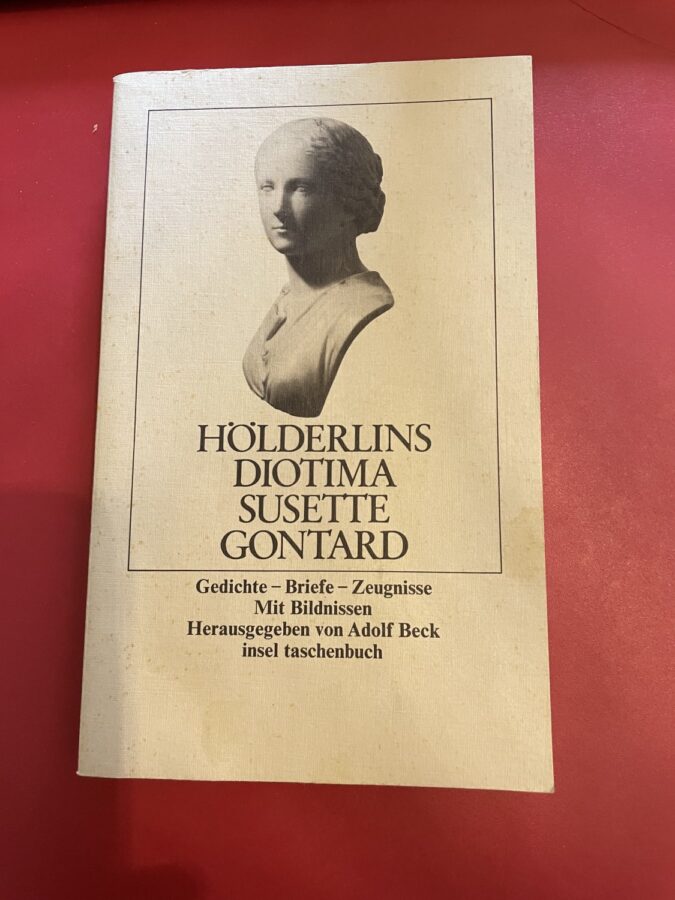 HÖLDERLINS
DIOTIMA
SUSETTE
GONTARD
Gedichte – Briefe – Zeugnisse
Mit Bildnissen
Herausgegeben von Adolf Beck
insel taschenbuch